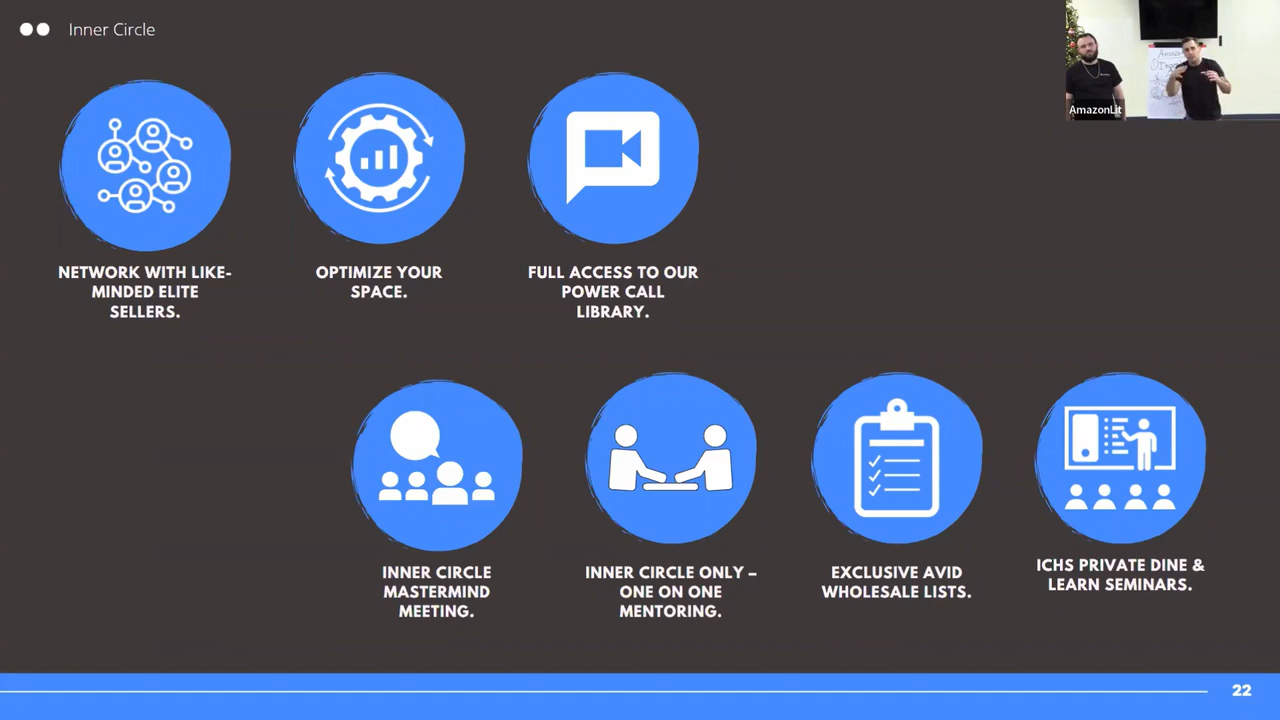 Inner Circle
NETWORK WITH LIKE-
MINDED ELITE
SELLERS.
OPTIMIZE YOUR
SPACE.
FULL ACCESS TO OUR
POWER CALL
LIBRARY.
INNER CIRCLE
MASTERMIND
MEETING.
INNER CIRCLE ONLY –
ONE ON ONE
MENTORING.
EXCLUSIVE AVID
WHOLESALE LISTS.
ICHS PRIVATE DINE &
LEARN SEMINARS.
22
AmazonLit